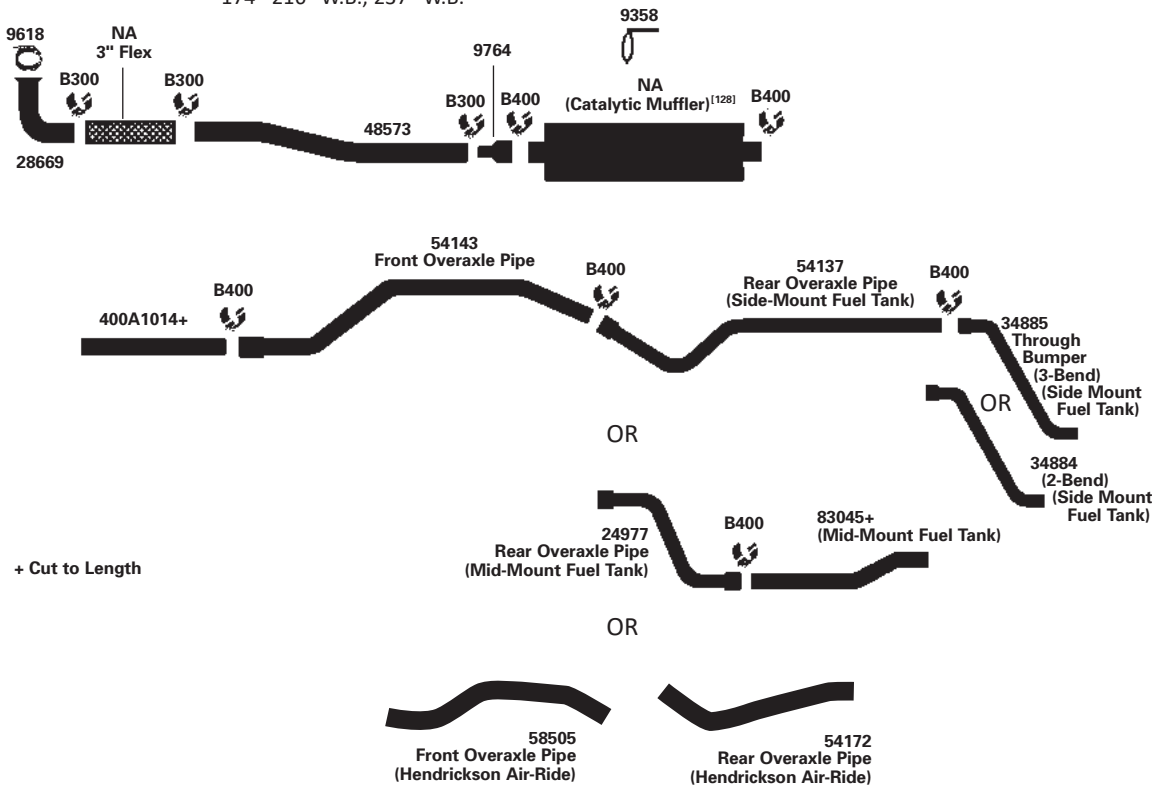 174" 210" W.B., 237" W.B.
9618
NA
3" Flex
B300
B300
28669
48573
9764
B300
B400
9358
NA
(Catalytic Muffler)[128]
B400
54143
Front Overaxle Pipe
B400
400A1014+
B400
54137
Rear Overaxle Pipe
(Side-Mount Fuel Tank)
B400
34885
Through
Bumper
(3-Bend)
(Side Mount
Fuel Tank)
OR
34884
(2-Bend)
(Side Mount
Fuel Tank)
OR
24977
Rear Overaxle Pipe
(Mid-Mount Fuel Tank)
B400
83045+
(Mid-Mount Fuel Tank)
+ Cut to Length
OR
58505
Front Overaxle Pipe
(Hendrickson Air-Ride)
54172
Rear Overaxle Pipe
(Hendrickson Air-Ride)